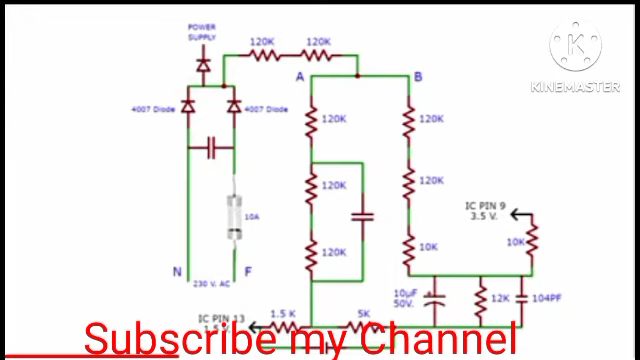 POWER
SUPPLY
120K 120K
KINEMASTER
A B
4007 Diode 4007 Diode
120K 120K
120K 120K
IC PIN 9
3.5 V.
10A
120K 10K 10K
N 230 V. AC F
10µF
50V.
12K 104PF
IC PIN 13
1.5 K 5K
Subscribe my Channel